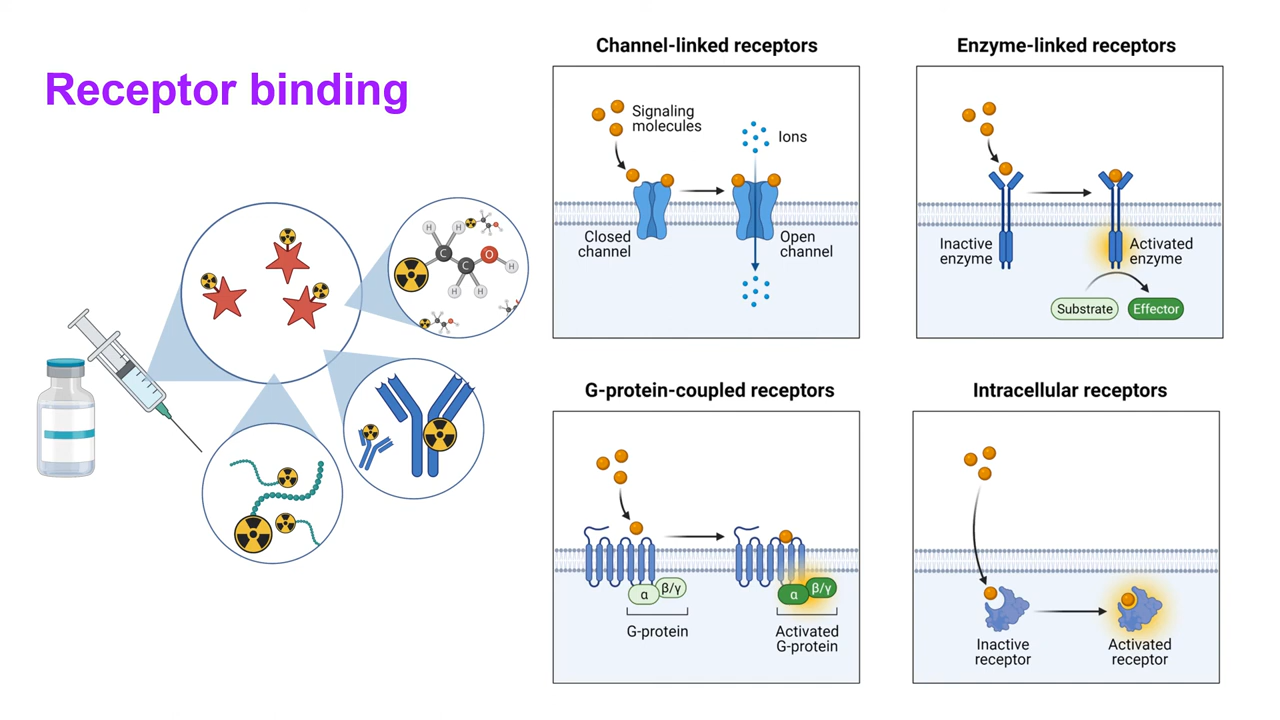 Receptor binding
H
H
C
C
O
H
H
H
Channel-linked receptors
Signaling
molecules
Ions
Closed
channel
Open
channel
Enzyme-linked receptors
Inactive
enzyme
Activated
enzyme
Substrate
Effector
G-protein-coupled receptors
α
β/γ
G-protein
α
β/γ
Activated
G-protein
Intracellular receptors
Inactive
receptor
Activated
receptor